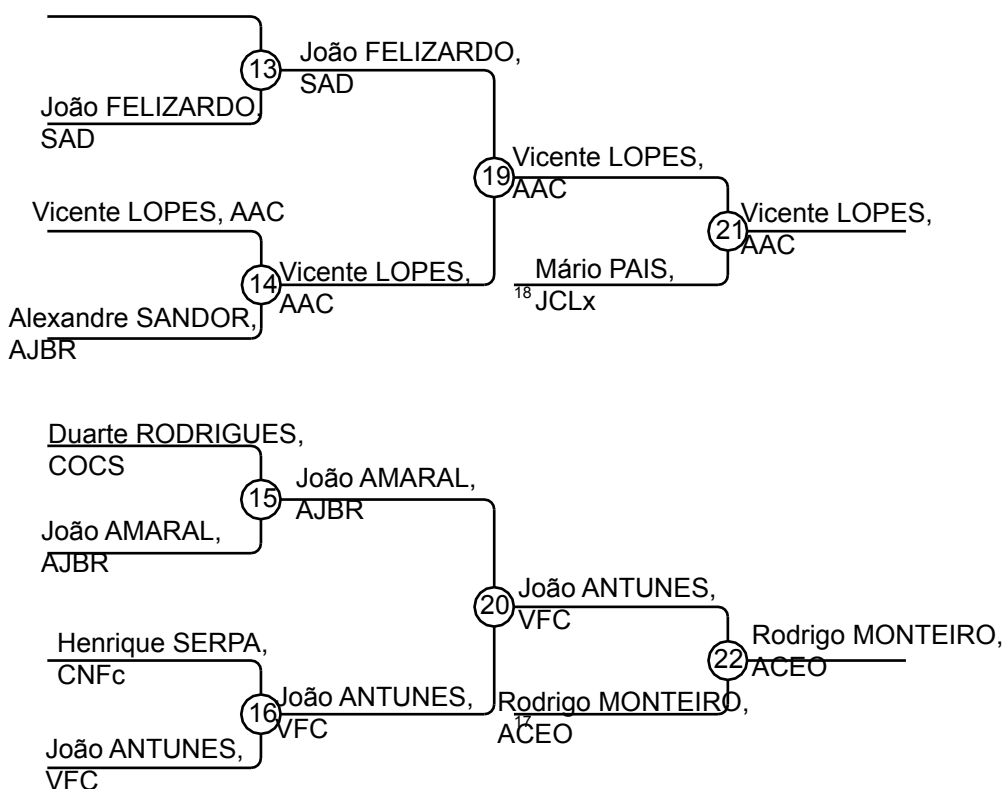 João FELIZARDO,
SAD
13
João FELIZARDO,
SAD
Vicente LOPES,
AAC
19
Vicente LOPES, AAC
Vicente LOPES,
AAC
21
14
Vicente LOPES,
AAC
Mário PAIS,
18 JCLx
Alexandre SANDOR,
AJBR
Duarte RODRIGUES,
COCS
15
João AMARAL,
AJBR
João AMARAL,
AJBR
20
João ANTUNES,
VFC
Henrique SERPA,
CNFc
22
Rodrigo MONTEIRO,
ACEO
16
João ANTUNES,
VFC
Rodrigo MONTEIRO,
17
ACEO
João ANTUNES,
VFC